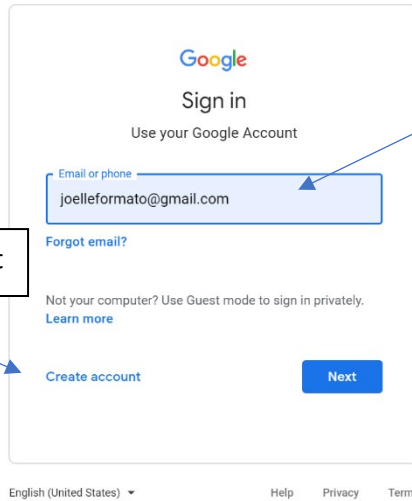 Google
Sign in
Use your Google Account
Email or phone
joelleformato@gmail.com
Forgot email?
Not your computer? Use Guest mode to sign in privately.
Learn more
Create account
Next
English (United States)
Help
Privacy